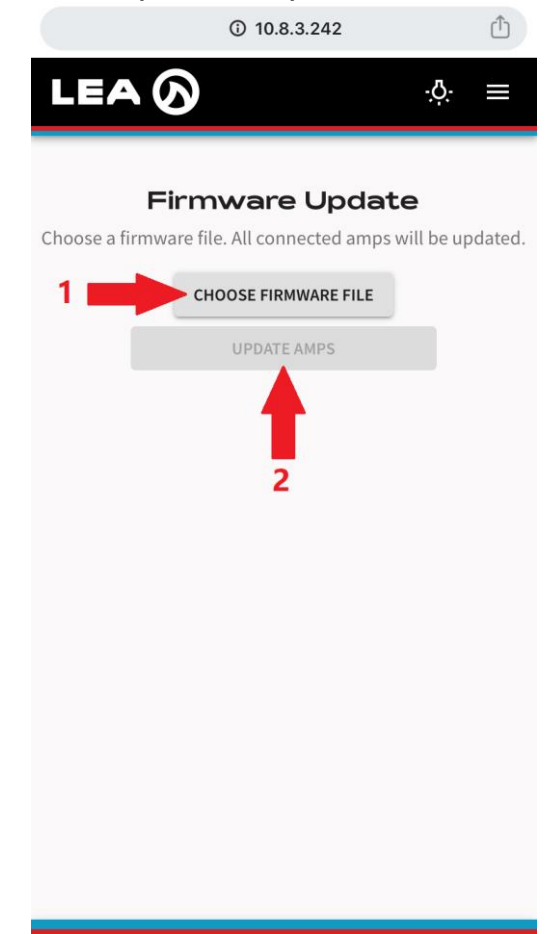 10.8.3.242
LEA
Firmware Update
Choose a firmware file. All connected amps will be updated.
1
CHOOSE FIRMWARE FILE
UPDATE AMPS
2